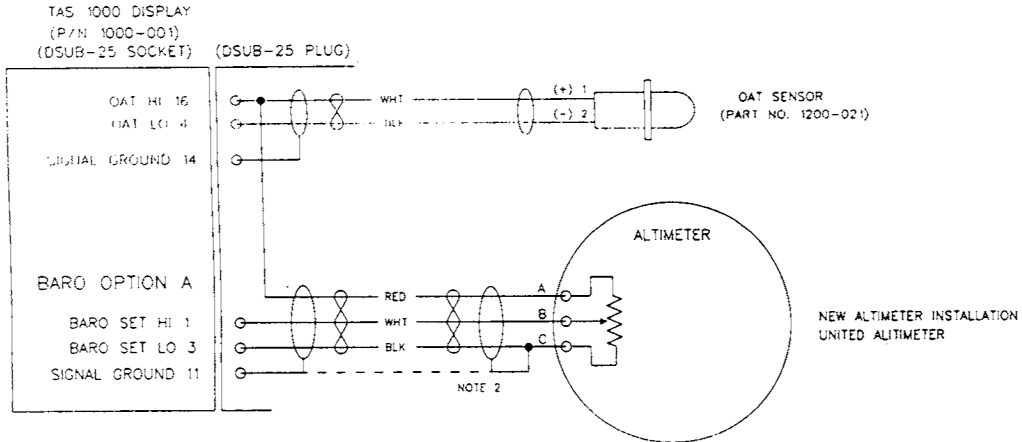 TAS 1000 DISPLAY
(P/N 1000-001)
(DSUB-25 SOCKET) (DSUB-25 PLUG)
OAT HI 16
OAT LO 4
SIGNAL GROUND 14
WHT
BLK
(+) 1
(-) 2
OAT SENSOR
(PART NO. 1200-021)
ALTIMETER
BARO OPTION A
BARO SET HI 1
BARO SET LO 3
SIGNAL GROUND 11
RED
WHT
BLK
A
B
C
NOTE 2
NEW ALTIMETER INSTALLATION
UNITED ALITIMETER